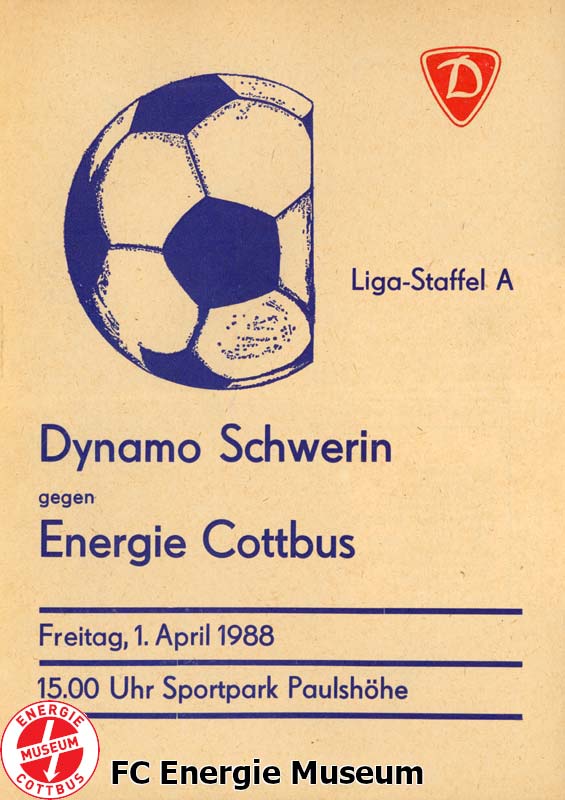 D
Liga-Staffel A
Dynamo Schwerin
gegen
Energie Cottbus
Freitag, 1. April 1988
15.00 Uhr Sportpark Paulshöhe
ENERGIE
MUSEUM
COTTBUS
FC Energie Museum